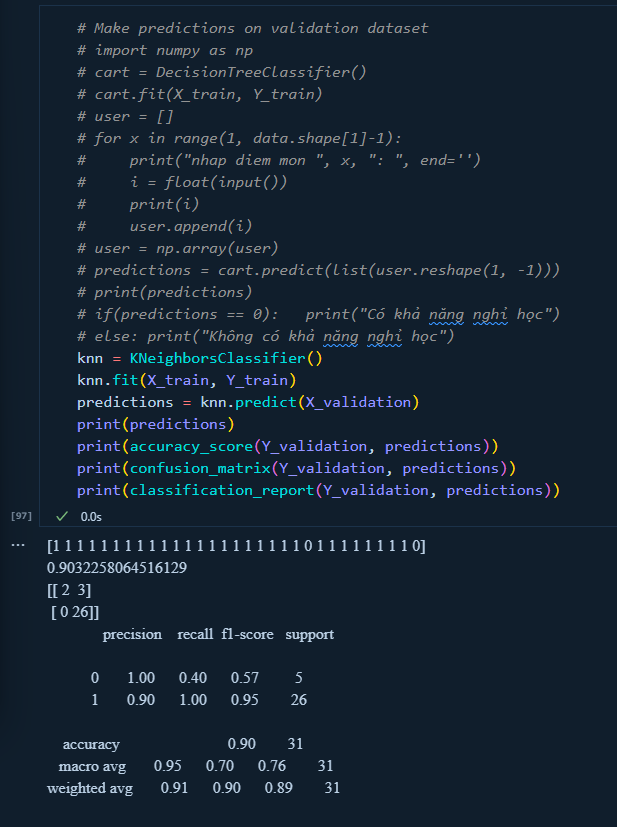 # Make predictions on validation dataset
# import numpy as np
# cart = DecisionTreeClassifier()
# cart.fit(X_train, Y_train)
# user = []
# for x in range(1, data.shape[1]-1):
#     print("nhap diem mon ", x, ": ", end='')
#     i = float(input())
#     print(i)
#     user.append(i)
# user = np.array(user)
# predictions = cart.predict(list(user.reshape(1, -1)))
# print(predictions)
# if(predictions == 0):   print("Có khả năng nghỉ học")
# else: print("Không có khả năng nghỉ học")
knn = KNeighborsClassifier()
knn.fit(X_train, Y_train)
predictions = knn.predict(X_validation)
print(predictions)
print(accuracy_score(Y_validation, predictions))
print(confusion_matrix(Y_validation, predictions))
print(classification_report(Y_validation, predictions))
[97] ✓ 0.0s
... [1 1 1 1 1 1 1 1 1 1 1 1 1 1 1 1 1 1 1 1 1 0 1 1 1 1 1 1 1 1 0]
0.9032258064516129
[[ 2  3]
 [ 0 26]]
precision recall f1-score support
0 1.00 0.40 0.57 5
1 0.90 1.00 0.95 26
accuracy 0.90 31
macro avg 0.95 0.70 0.76 31
weighted avg 0.91 0.90 0.89 31